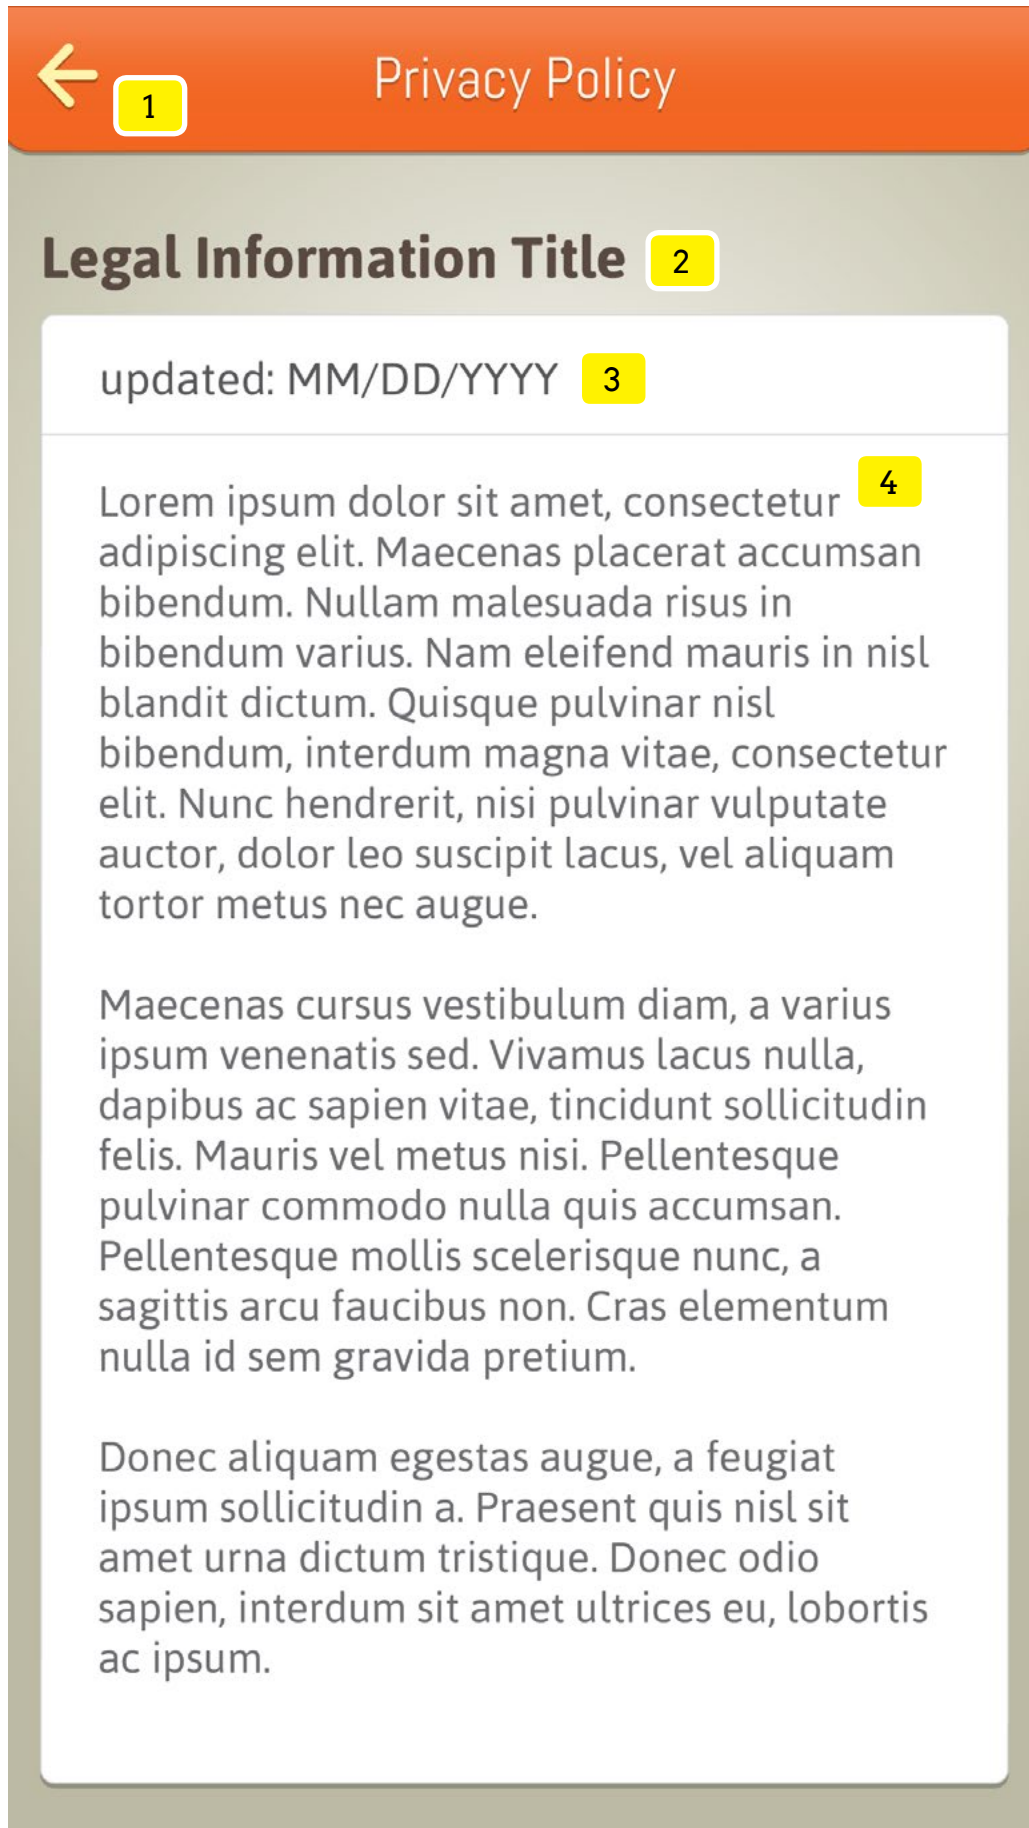 Privacy Policy
1
Legal Information Title 2
updated: MM/DD/YYYY 3
4
Lorem ipsum dolor sit amet, consectetur
adipiscing elit. Maecenas placerat accumsan
bibendum. Nullam malesuada risus in
bibendum varius. Nam eleifend mauris in nisl
blandit dictum. Quisque pulvinar nisl
bibendum, interdum magna vitae, consectetur
elit. Nunc hendrerit, nisi pulvinar vulputate
auctor, dolor leo suscipit lacus, vel aliquam
tortor metus nec augue.
Maecenas cursus vestibulum diam, a varius
ipsum venenatis sed. Vivamus lacus nulla,
dapibus ac sapien vitae, tincidunt sollicitudin
felis. Mauris vel metus nisi. Pellentesque
pulvinar commodo nulla quis accumsan.
Pellentesque mollis scelerisque nunc, a
sagittis arcu faucibus non. Cras elementum
nulla id sem gravida pretium.
Donec aliquam egestas augue, a feugiat
ipsum sollicitudin a. Praesent quis nisl sit
amet urna dictum tristique. Donec odio
sapien, interdum sit amet ultrices eu, lobortis
ac ipsum.